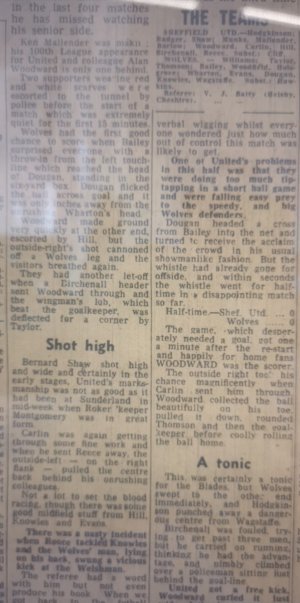 in the last four matches
he has missed watching
his senior side.
Ken Mallender was making
his 100th League appearance
for United and colleague Alan
Woodward is only one behind.
Two supporters wearing red
and white scarves were
escorted to the tunnel by
police before the start of a
match which was extremely
quiet for the first 15 minutes.
Wolves had the first good
chance to score when Bailey
surprised everyone with a
throw-in from the left touch-
line which reached the head
of Dougan, standing in the
six-yard box. Dougan flicked
the ball across goal and it
was only inches away from the
Wharton's head
Woodward made ground
very quickly at the other end,
escorted by Hill, but the
outside-right's shot cannoned
off a Wolves leg and the
visitors breathed again.
They had another let-off
when a Birchenall header
sent Woodward through and
the wingman's lob, which
beat the goalkeeper, was
deflected for a corner by
Taylor.
Shot high
Bernard Shaw shot high
and wide and certainly in the
early stages, United's marks-
manship was not as good as it
had been at Sunderland in
mid-week when Roker 'keeper
Montgomery was in great
form
Carlin was again getting
through some fine work and
when he sent Reece away, the
outside-left — on the right
flank — pulled the centre
back behind his onrushing
colleagues.
Not a lot to set the blood
racing, though there was some
good midfield stuff from Hill,
Knowles and Evans.
There was a nasty incident
when Reece tackled Knowles
and the Wolves' man, lying
on his back, swung a vicious
kick at the Welshman.
The referee had a word
with him but did not even
produce his book. When we
THE TEAMS
SHEFFIELD UTD.—Hodgkinson;
Badger, Shaw; Munks, Mallender,
Barlow; Woodward, Carlin, Hill,
Birchenall, Reece.
WOLVES. — Williams; Taylor,
Thomson; Bailey, Woodfield,
Wharton, Evans, Dougan,
Knowles, Wagstaffe.
Referee: V. J. Batty (Helsby,
Cheshire).
verbal wigging whilst every-
one wondered just how much
out of control this match was
likely to get.
One of United's problems
in this half was that they
were doing too much tip-
tapping in a short ball game
and were falling easy prey
to the speedy, and big
Wolves defenders.
Dougan headed a cross
from Bailey into the net and
turned to receive the acclaim
of the crowd in his usual
showmanlike fashion. But the
whistle had already gone for
offside, and within seconds
the whistle went for half-
time in a disappointing match
so far.
Half-time.—Shef. Utd. ... 0
Wolves ... 0
The game, which desper-
ately needed a goal, got one
a minute after the re-start
and happily for home fans
WOODWARD was the scorer.
The outside right took his
chance magnificently when
Carlin sent him through
Woodward collected the ball
beautifully on his toe,
pulled it down, rounded
Thomson and then the goal-
keeper before coolly rolling
the ball home.
A tonic
This was certainly a tonic
for the Blades, but Wolves
swept to the other end
immediately, and Hodgkin-
son punched away a danger-
ous centre from Wagstaffe.
Birchenall was foiled, try-
ing to get past three men,
but he carried on running,
thinking he had the advan-
tage, and nimbly climbed
over a policeman sitting just
behind the goal-line.
United got a free kick.
Woodward curled it just